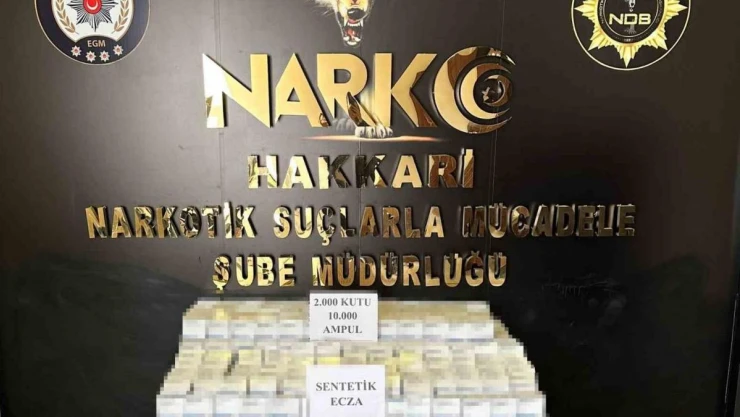 EGM
NDB
NARKO
HAKKARİ
NARKOTİK SUÇLARLA MÜCADELE
ŞUBE MÜDÜRLÜĞÜ
2.000 KUTU
10.000
AMPUL
SENTETİK
ECZA